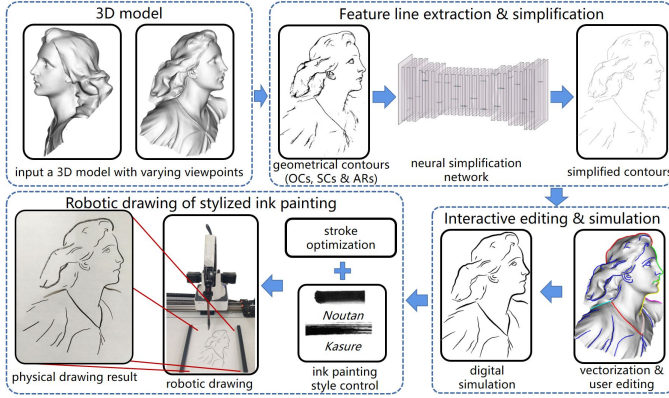 3D model
input a 3D model with varying viewpoints
Feature line extraction & simplification
geometrical contours
(OCs, SCs & ARs)
neural simplification
network
simplified contours
Robotic drawing of stylized ink painting
physical drawing result
robotic drawing
stroke
optimization
Noutan
Kasure
ink painting
style control
Interactive editing & simulation
digital
simulation
vectorization &
user editing